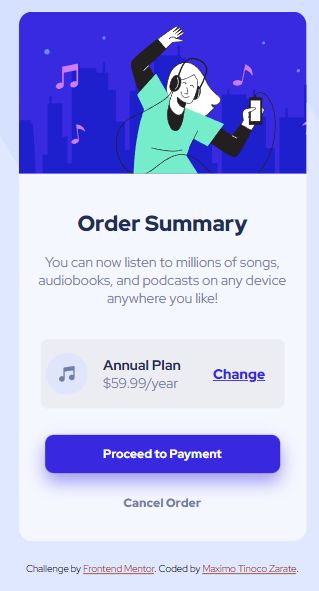 Order Summary
You can now listen to millions of songs,
audiobooks, and podcasts on any device
anywhere you like!
Annual Plan
$59.99/year
Change
Proceed to Payment
Cancel Order
Challenge by Frontend Mentor. Coded by Maximo Tinoco Zarate.